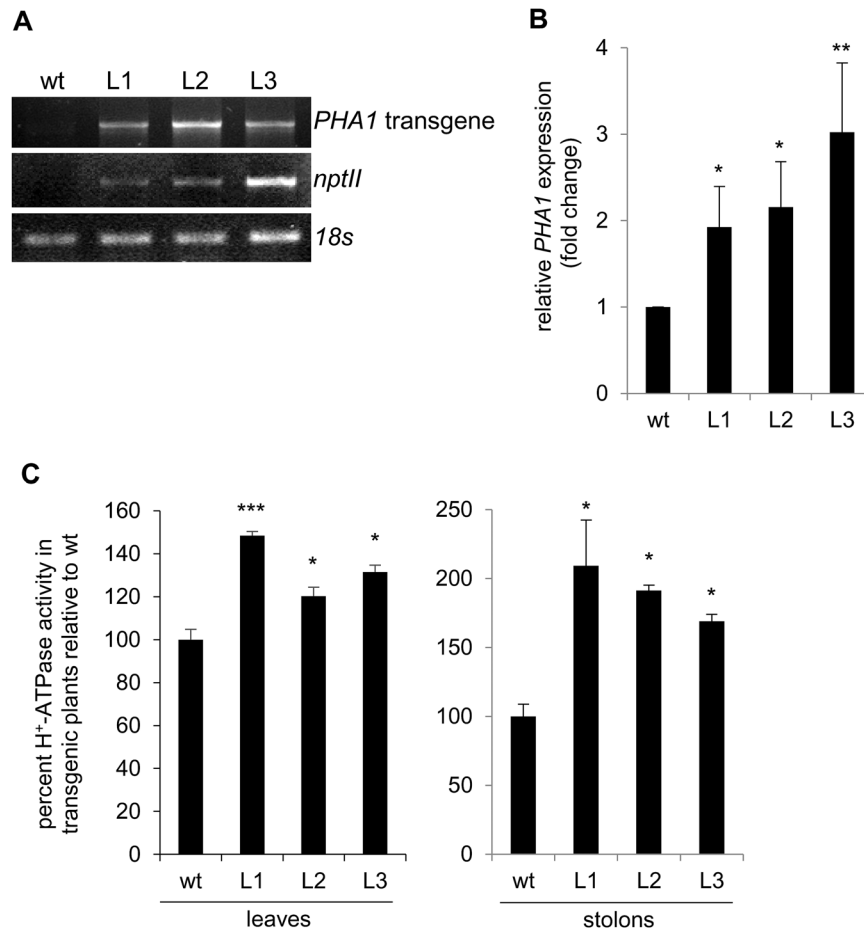 A
wt L1 L2 L3
PHA1 transgene
nptII
18s
B
relative PHA1 expression
(fold change)
4
3
2
1
0
*
*
**
wt L1 L2 L3
C
percent H⁺-ATPase activity in
transgenic plants relative to wt
160
140
120
100
80
60
40
20
0
***
*
*
wt L1 L2 L3
leaves
250
200
150
100
50
0
*
*
*
wt L1 L2 L3
stolons